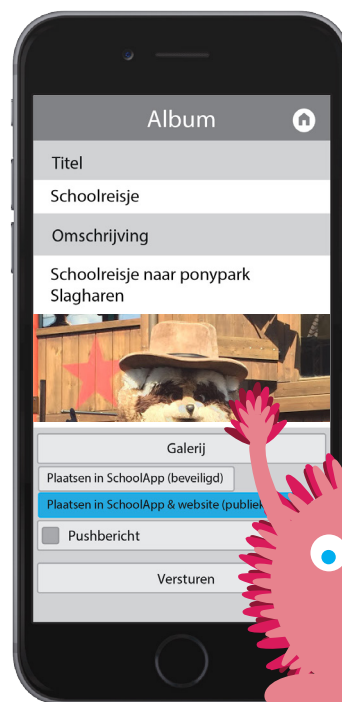 Album
Titel
Schoolreisje
Omschrijving
Schoolreisje naar ponypark
Slagharen
Galerij
Plaatsen in SchoolApp (beveiligd)
Plaatsen in SchoolApp & website
Pushbericht
Versturen